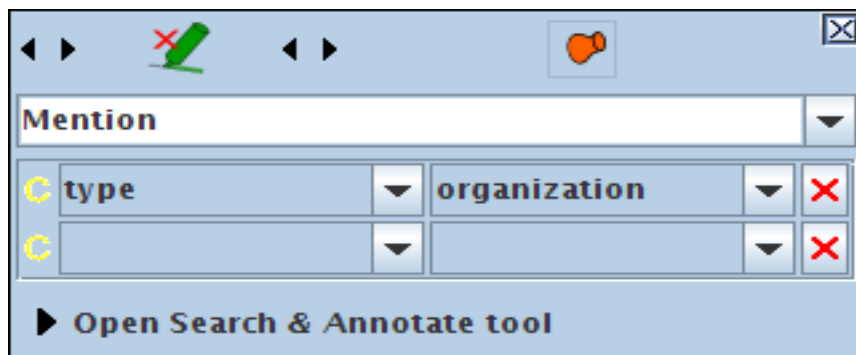 Mention
C type organization
C
Open Search & Annotate tool